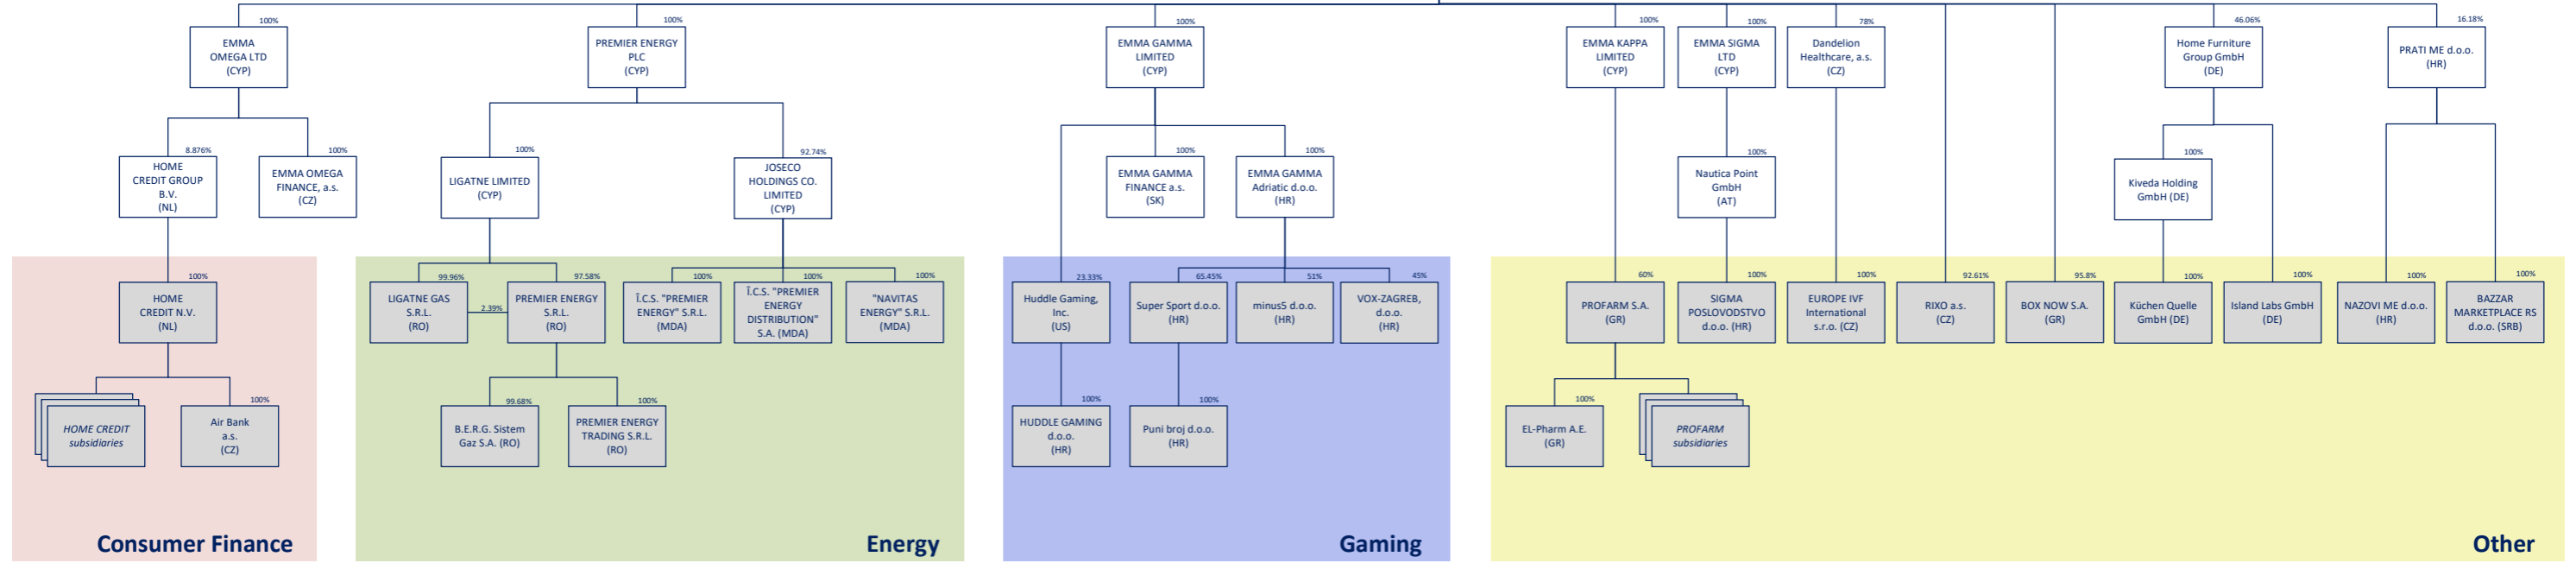 100%
100%
100%
100%
100%
78%
46.06%
16.18%
EMMA
OMEGA LTD
(CYP)
PREMIER ENERGY
PLC
(CYP)
EMMA GAMMA
LIMITED
(CYP)
EMMA KAPPA
LIMITED
(CYP)
EMMA SIGMA
LTD
(CYP)
Dandelion
Healthcare, a.s.
(CZ)
Home Furniture
Group GmbH
(DE)
PRATI ME d.o.o.
(HR)
8.876%
100%
100%
92.74%
100%
100%
100%
100%
HOME
CREDIT GROUP
B.V.
(NL)
EMMA OMEGA
FINANCE, a.s.
(CZ)
LIGATNE LIMITED
(CYP)
JOSECO
HOLDINGS CO.
LIMITED
(CYP)
EMMA GAMMA
FINANCE a.s.
(SK)
EMMA GAMMA
Adriatic d.o.o.
(HR)
Nautica Point
GmbH
(AT)
Kiveda Holding
GmbH (DE)
100%
99.96%
97.58%
100%
100%
100%
23.33%
65.45%
51%
45%
60%
100%
100%
92.61%
95.8%
100%
100%
100%
100%
HOME
CREDIT N.V.
(NL)
LIGATNE GAS
S.R.L.
(RO)
2.39%
PREMIER ENERGY
S.R.L.
(RO)
Î.C.S. "PREMIER
ENERGY" S.R.L.
(MDA)
Î.C.S. "PREMIER
ENERGY
DISTRIBUTION"
S.A. (MDA)
"NAVITAS
ENERGY" S.R.L.
(MDA)
Huddle Gaming,
Inc.
(US)
Super Sport d.o.o.
(HR)
minus5 d.o.o.
(HR)
VOX-ZAGREB,
d.o.o.
(HR)
PROFARM S.A.
(GR)
SIGMA
POSLOVODSTVO
d.o.o. (HR)
EUROPE IVF
International
s.r.o. (CZ)
RIXO a.s.
(CZ)
BOX NOW S.A.
(GR)
Küchen Quelle
GmbH (DE)
Island Labs GmbH
(DE)
NAZOVI ME d.o.o.
(HR)
BAZZAR
MARKETPLACE RS
d.o.o. (SRB)
100%
99.68%
100%
100%
100%
100%
HOME CREDIT
subsidiaries
Air Bank
a.s.
(CZ)
B.E.R.G. Sistem
Gaz S.A. (RO)
PREMIER ENERGY
TRADING S.R.L.
(RO)
HUDDLE GAMING
d.o.o.
(HR)
Puni broj d.o.o.
(HR)
EL-Pharm A.E.
(GR)
PROFARM
subsidiaries
Consumer Finance
Energy
Gaming
Other